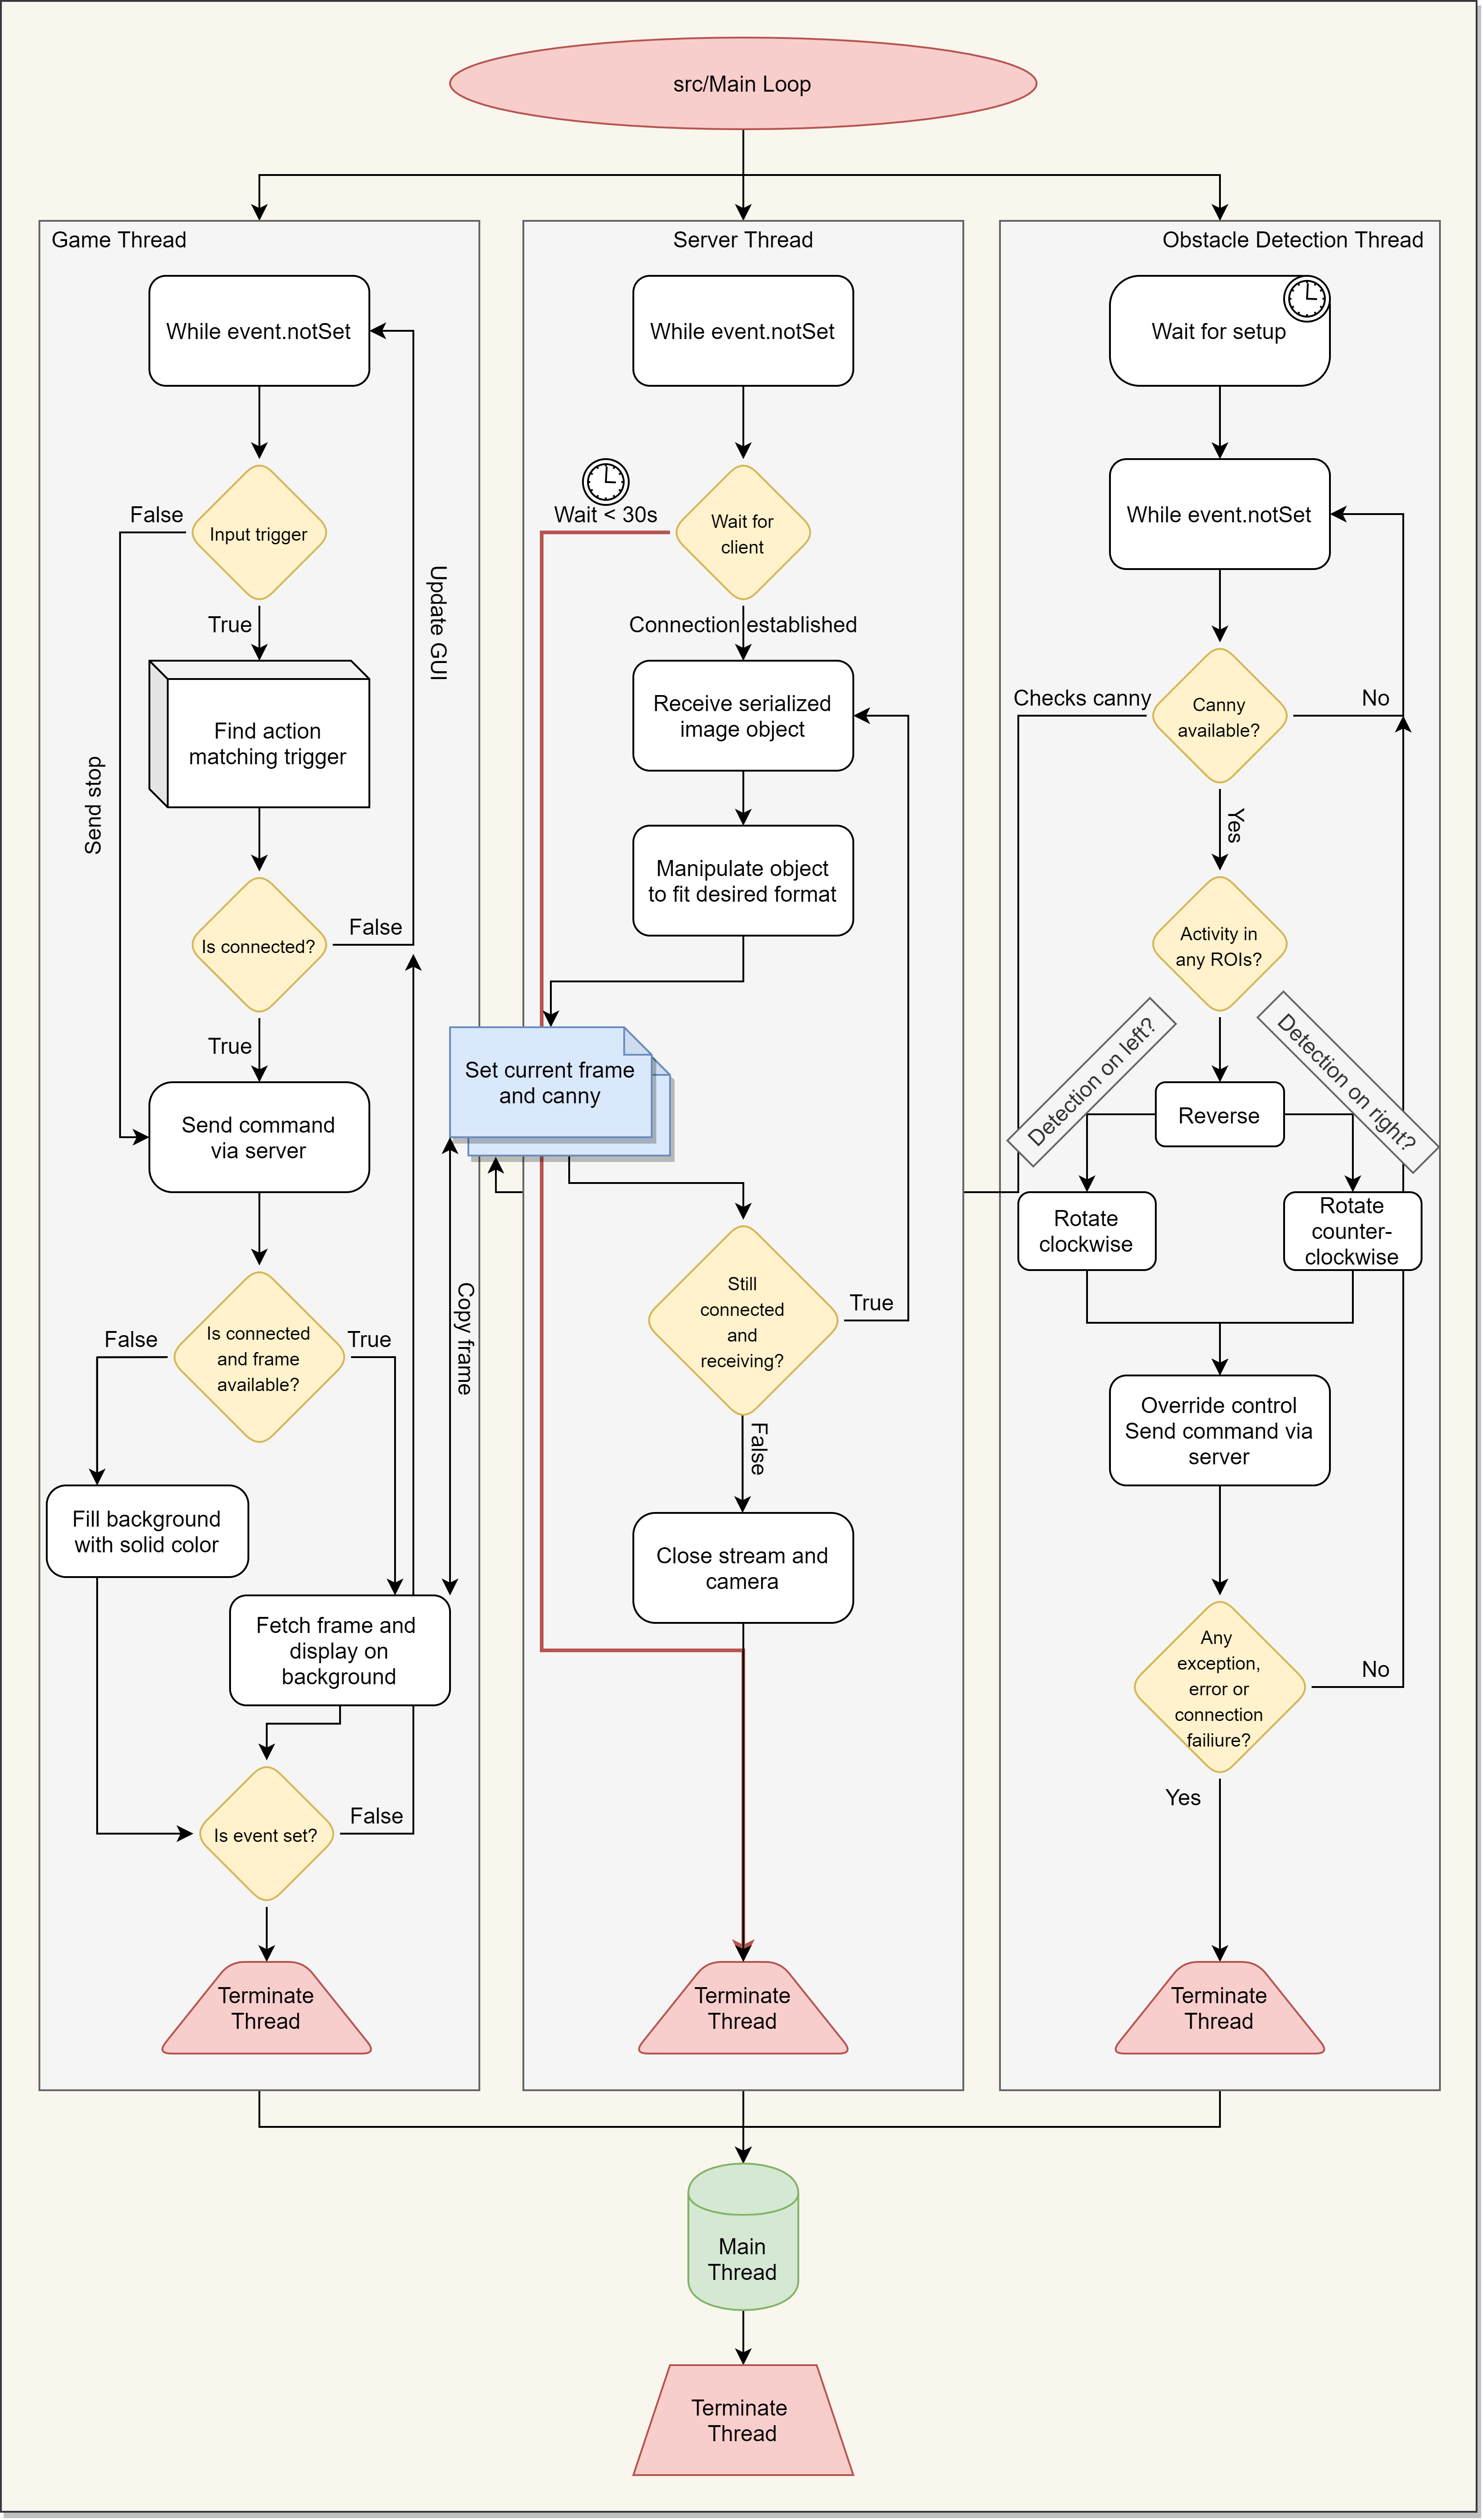 src/Main Loop
Game Thread
While event.notSet
Input trigger
False
True
Send stop
Update GUI
Find action
matching trigger
Is connected?
False
True
Send command
via server
Is connected
and frame
available?
False
True
Copy frame
Fill background
with solid color
Fetch frame and
display on
background
Is event set?
False
Terminate
Thread
Server Thread
While event.notSet
Wait < 30s
Wait for
client
Connection established
Receive serialized
image object
Manipulate object
to fit desired format
Set current frame
and canny
Still
connected
and
receiving?
True
False
Close stream and
camera
Terminate
Thread
Obstacle Detection Thread
Wait for setup
While event.notSet
Checks canny
Canny
available?
No
Yes
Activity in
any ROIs?
Detection on left?
Detection on right?
Reverse
Rotate
clockwise
Rotate
counter-
clockwise
Override control
Send command via
server
Any
exception,
error or
connection
failiure?
No
Yes
Terminate
Thread
Main
Thread
Terminate
Thread